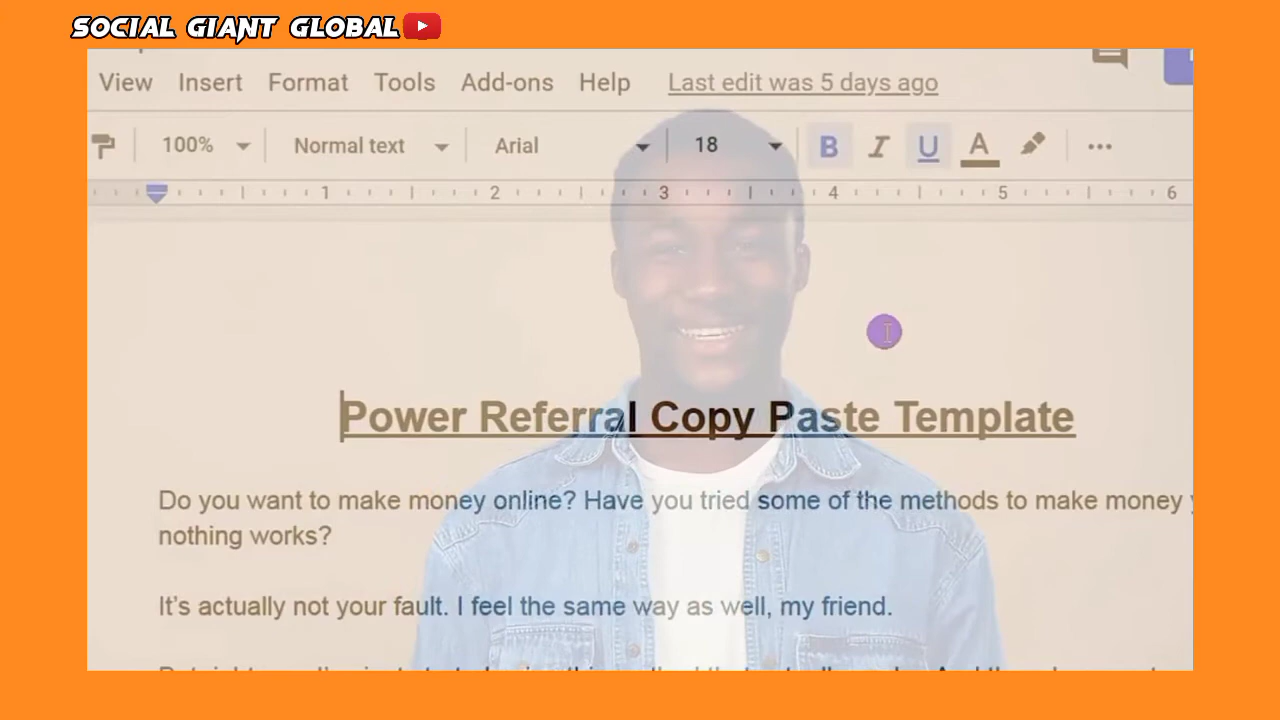 SOCIAL GIANT GLOBAL
View Insert Format Tools Add-ons Help Last edit was 5 days ago
100% Normal text Arial 18 B I U A
1 2 3 4 5 6
Power Referral Copy Paste Template
Do you want to make money online? Have you tried some of the methods to make money
nothing works?
It's actually not your fault. I feel the same way as well, my friend.